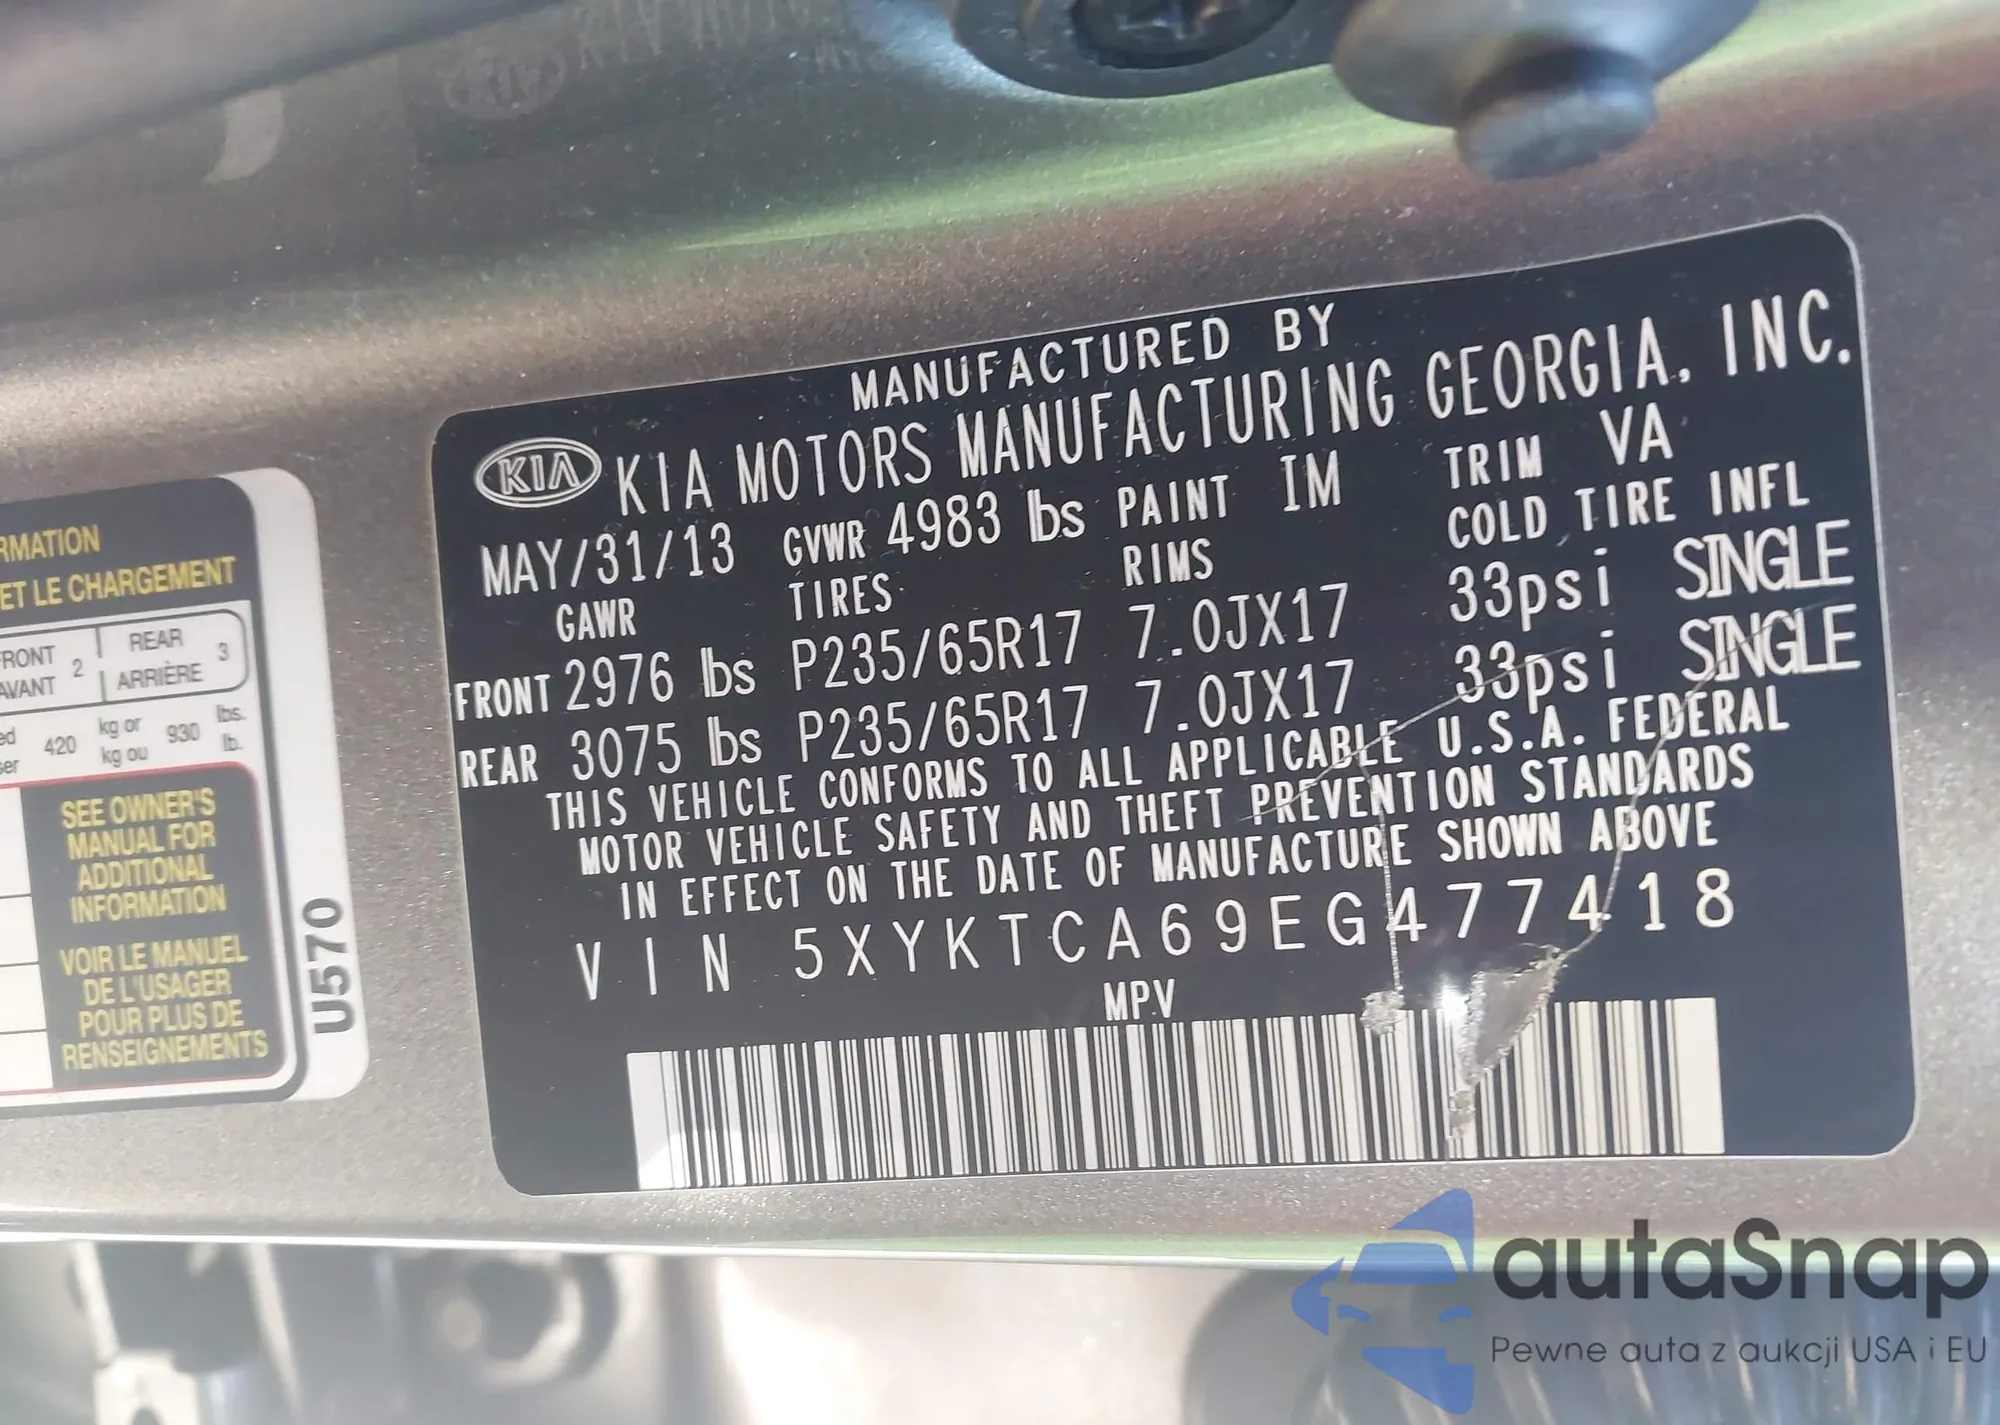 RMATION
ET LE CHARGEMENT
FRONT 2 REAR 3
AVANT ARRIÈRE
420 kg or 930 lbs.
kg ou lb.
SEE OWNER'S
MANUAL FOR
ADDITIONAL
INFORMATION
VOIR LE MANUEL
DE L'USAGER
POUR PLUS DE
RENSEIGNEMENTS
U570
MANUFACTURED BY
KIA KIA MOTORS MANUFACTURING GEORGIA, INC.
MAY/31/13 GVWR 4983 lbs PAINT IM TRIM VA
GAWR TIRES RIMS COLD TIRE INFL
FRONT 2976 lbs P235/65R17 7.0JX17 33psi SINGLE
REAR 3075 lbs P235/65R17 7.0JX17 33psi SINGLE
THIS VEHICLE CONFORMS TO ALL APPLICABLE U.S.A. FEDERAL
MOTOR VEHICLE SAFETY AND THEFT PREVENTION STANDARDS
IN EFFECT ON THE DATE OF MANUFACTURE SHOWN ABOVE
VIN 5XYKTCA69EG477418
MPV
autaSnap
Pewne auta z aukcji USA i EU